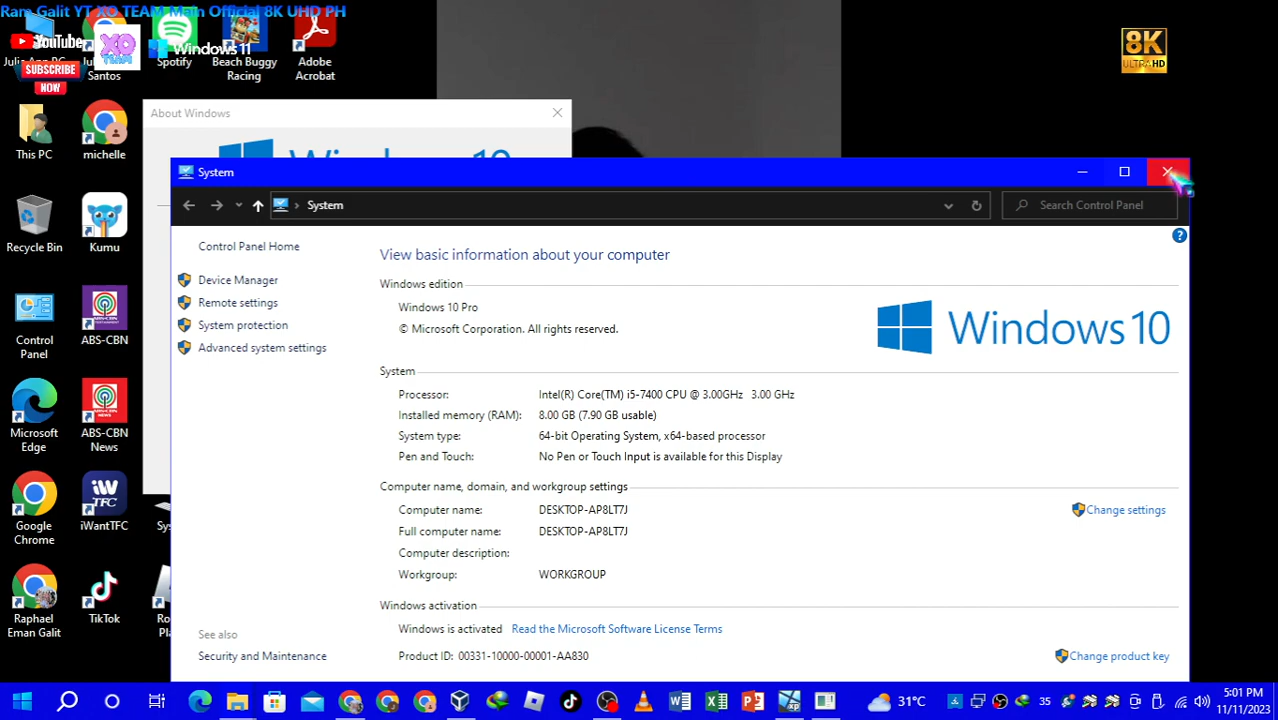 Ram Galit YT XO TEAM Main Official 8K UHD PH
YouTube
SUBSCRIBE
NOW
XO
TEAM
Windows 11
8K
ULTRA HD
Santos
Spotify
Beach Buggy
Racing
Adobe
Acrobat
This PC
michelle
Recycle Bin
Kumu
Control
Panel
ABS-CBN
Microsoft
Edge
ABS-CBN
News
Google
Chrome
iWantTFC
Raphael
Eman Galit
TikTok
About Windows
System
System
Search Control Panel
Control Panel Home
Device Manager
Remote settings
System protection
Advanced system settings
See also
Security and Maintenance
View basic information about your computer
Windows edition
Windows 10 Pro
© Microsoft Corporation. All rights reserved.
Windows 10
System
Processor: Intel(R) Core(TM) i5-7400 CPU @ 3.00GHz 3.00 GHz
Installed memory (RAM): 8.00 GB (7.90 GB usable)
System type: 64-bit Operating System, x64-based processor
Pen and Touch: No Pen or Touch Input is available for this Display
Computer name, domain, and workgroup settings
Computer name: DESKTOP-AP8LT7J
Change settings
Full computer name: DESKTOP-AP8LT7J
Computer description:
Workgroup: WORKGROUP
Windows activation
Windows is activated Read the Microsoft Software License Terms
Product ID: 00331-10000-00001-AA830
Change product key
31°C
35
5:01 PM
11/11/2023